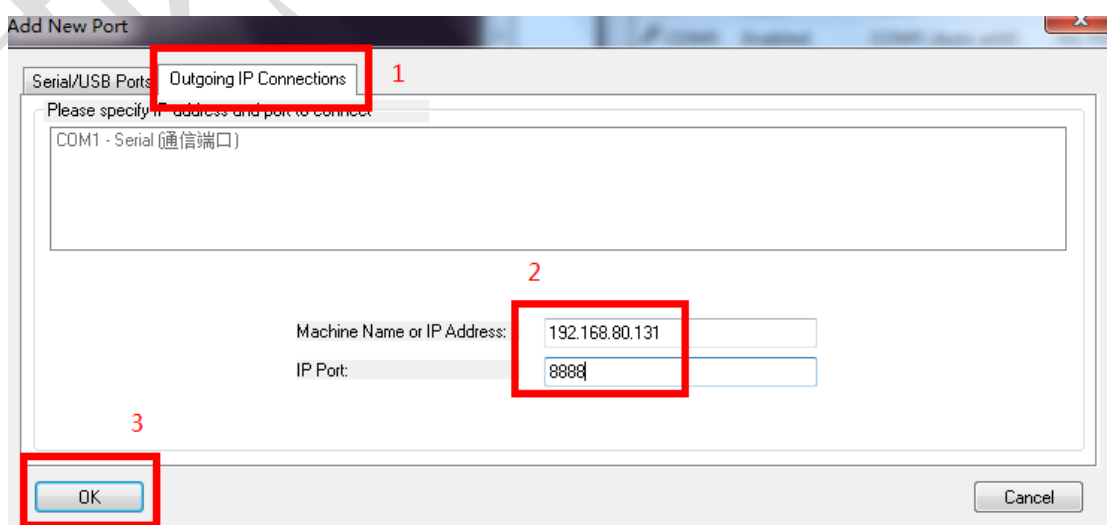 Add New Port
Serial/USB Ports
Outgoing IP Connections
1
Please specify IP address and port to connect
COM1 - Serial (通信端口)
2
Machine Name or IP Address:
192.168.80.131
IP Port:
8888
3
OK
Cancel